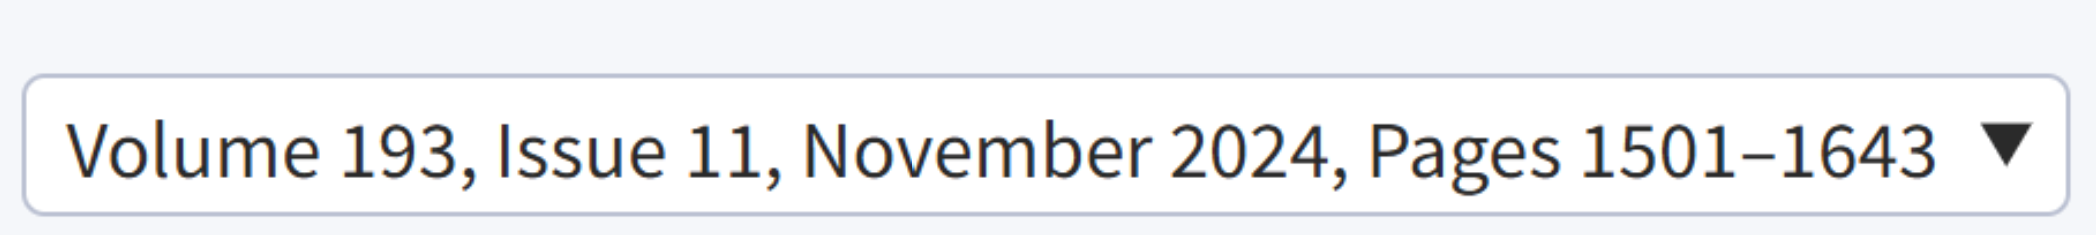 Volume 193, Issue 11, November 2024, Pages 1501–1643